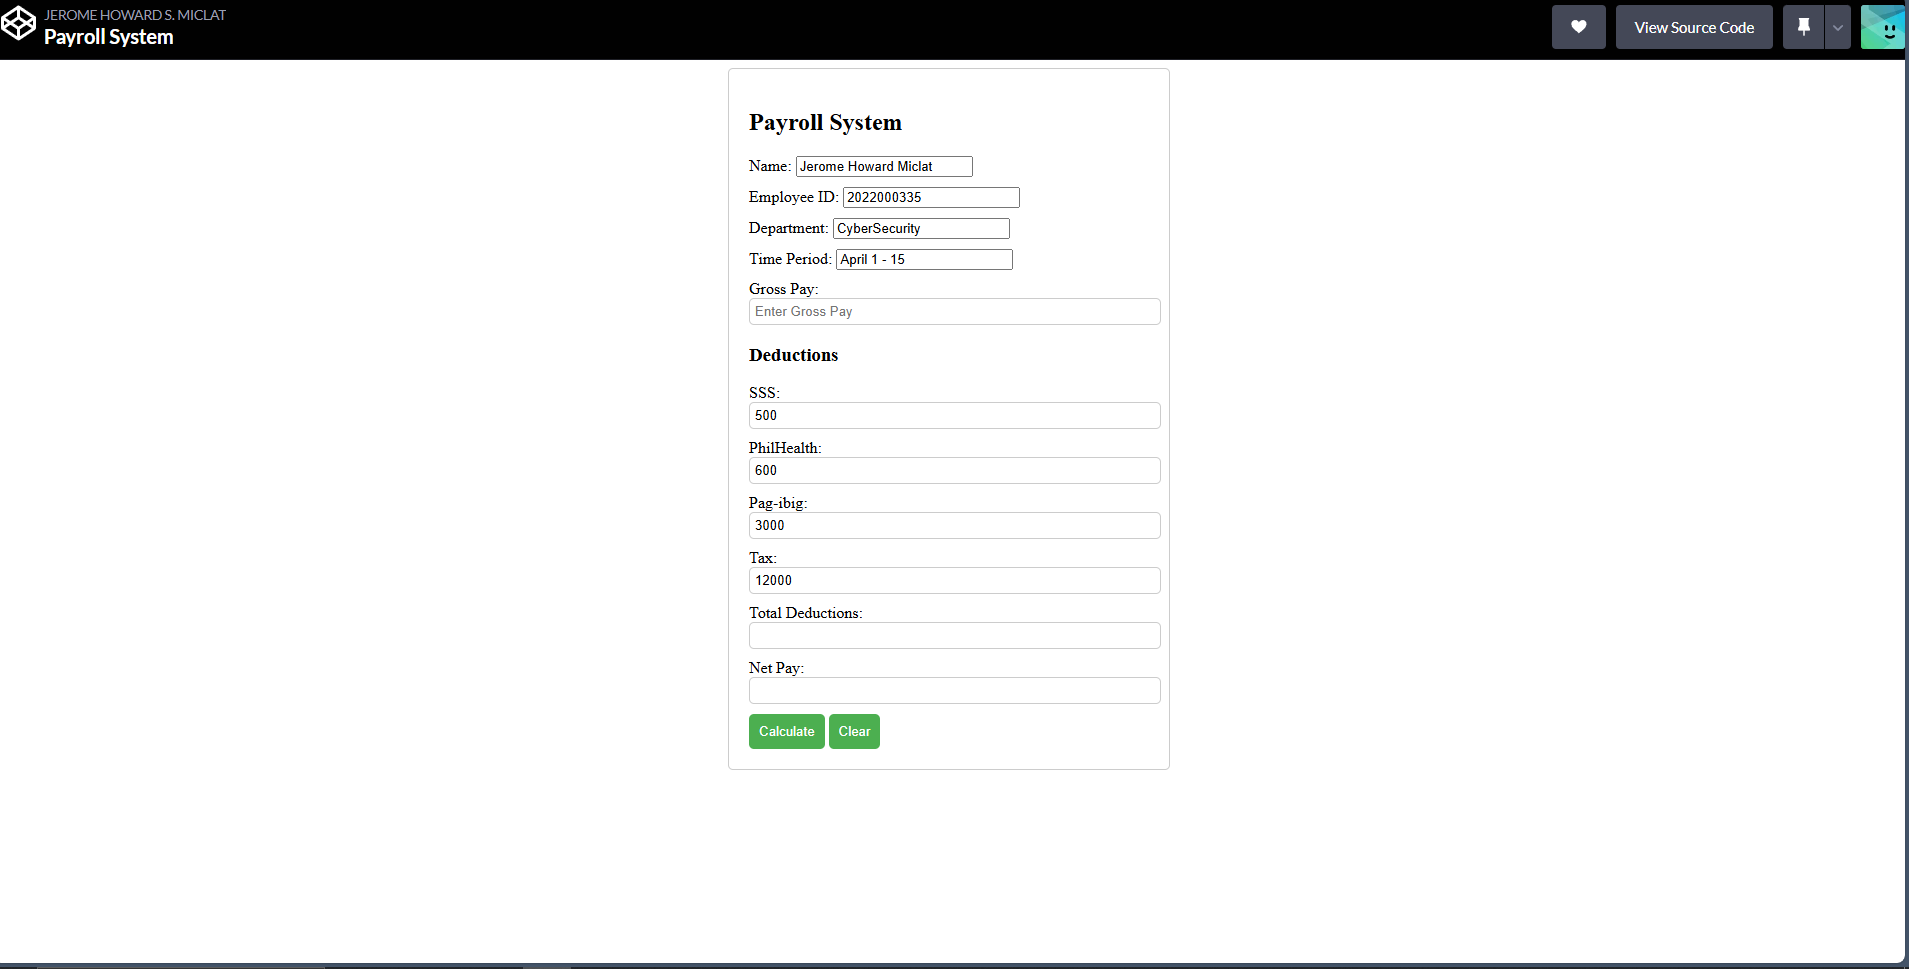 JEROME HOWARD S. MICLAT
Payroll System
View Source Code
Payroll System
Name: Jerome Howard Miclat
Employee ID: 2022000335
Department: CyberSecurity
Time Period: April 1 - 15
Gross Pay:
Enter Gross Pay
Deductions
SSS:
500
PhilHealth:
600
Pag-ibig:
3000
Tax:
12000
Total Deductions:
Net Pay:
Calculate Clear